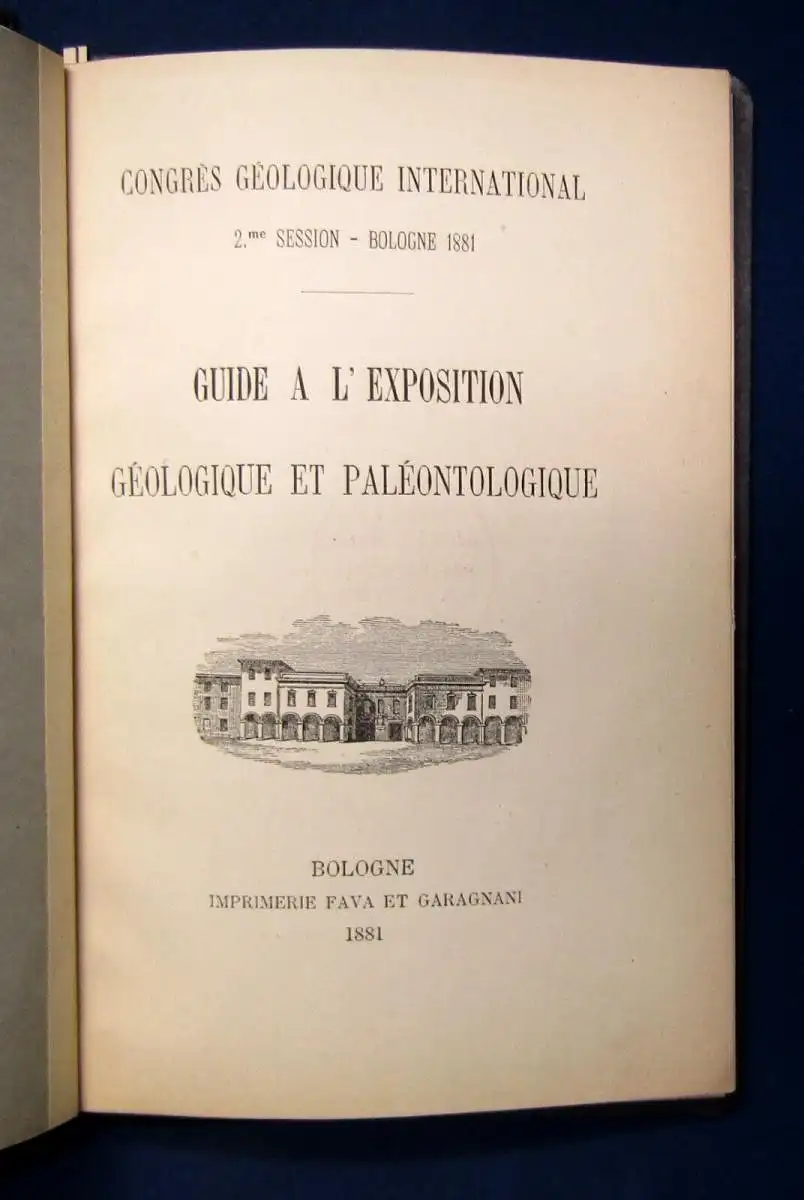 CONGRÈS GÉOLOGIQUE INTERNATIONAL
2.me SESSION - BOLOGNE 1881
GUIDE A L' EXPOSITION
GÉOLOGIQUE ET PALÉONTOLOGIQUE
BOLOGNE
IMPRIMERIE FAVA ET GARAGNANI
1881